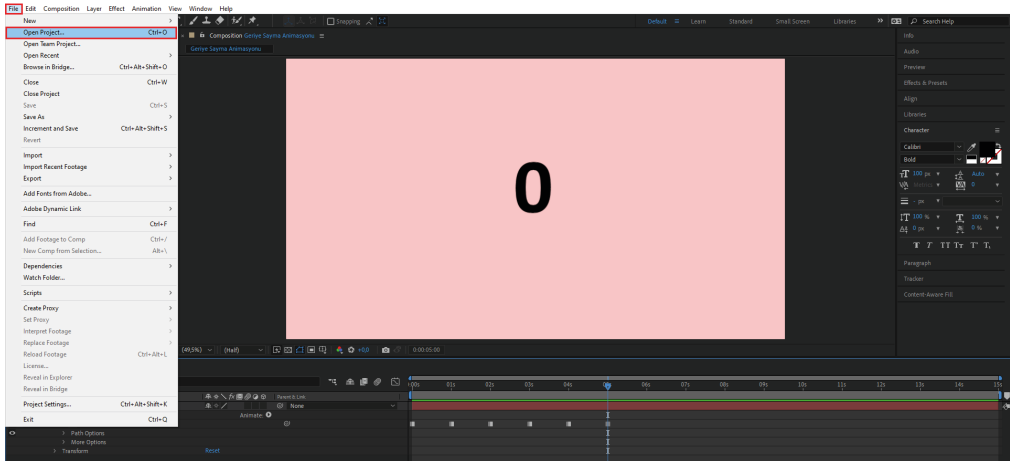 File Edit Composition Layer Effect Animation View Window Help
Snapping
Default Learn Standard Small Screen Libraries Search Help
New
Open Project... Ctrl+O
Open Team Project...
Open Recent
Browse in Bridge... Ctrl+Alt+Shift+O
Close Ctrl+W
Close Project
Save Ctrl+S
Save As
Increment and Save Ctrl+Alt+Shift+S
Revert
Import
Import Recent Footage
Export
Add Fonts from Adobe...
Adobe Dynamic Link
Find Ctrl+F
Add Footage to Comp Ctrl+/
New Comp from Selection... Alt+\
Dependencies
Watch Folder...
Scripts
Create Proxy
Set Proxy
Interpret Footage
Replace Footage
Reload Footage Ctrl+Alt+L
License...
Reveal in Explorer
Reveal in Bridge
Project Settings... Ctrl+Alt+Shift+K
Exit Ctrl+Q
Composition Geriye Sayma Animasyonu
Geriye Sayma Animasyonu
0
(49,5%) (Half) +0,0 0:00:05:00
Info
Audio
Preview
Effects & Presets
Align
Libraries
Character
Calibri
Bold
100 px Auto
Metrics 0
- px
100 % 100 %
0 px 0 %
T T TT Tт T' T,
Paragraph
Tracker
Content-Aware Fill
:00s 01s 02s 03s 04s 05s 06s 07s 08s 09s 10s 11s 12s 13s 14s 15s
Parent & Link
None
Animate:
Path Options
More Options
Transform Reset